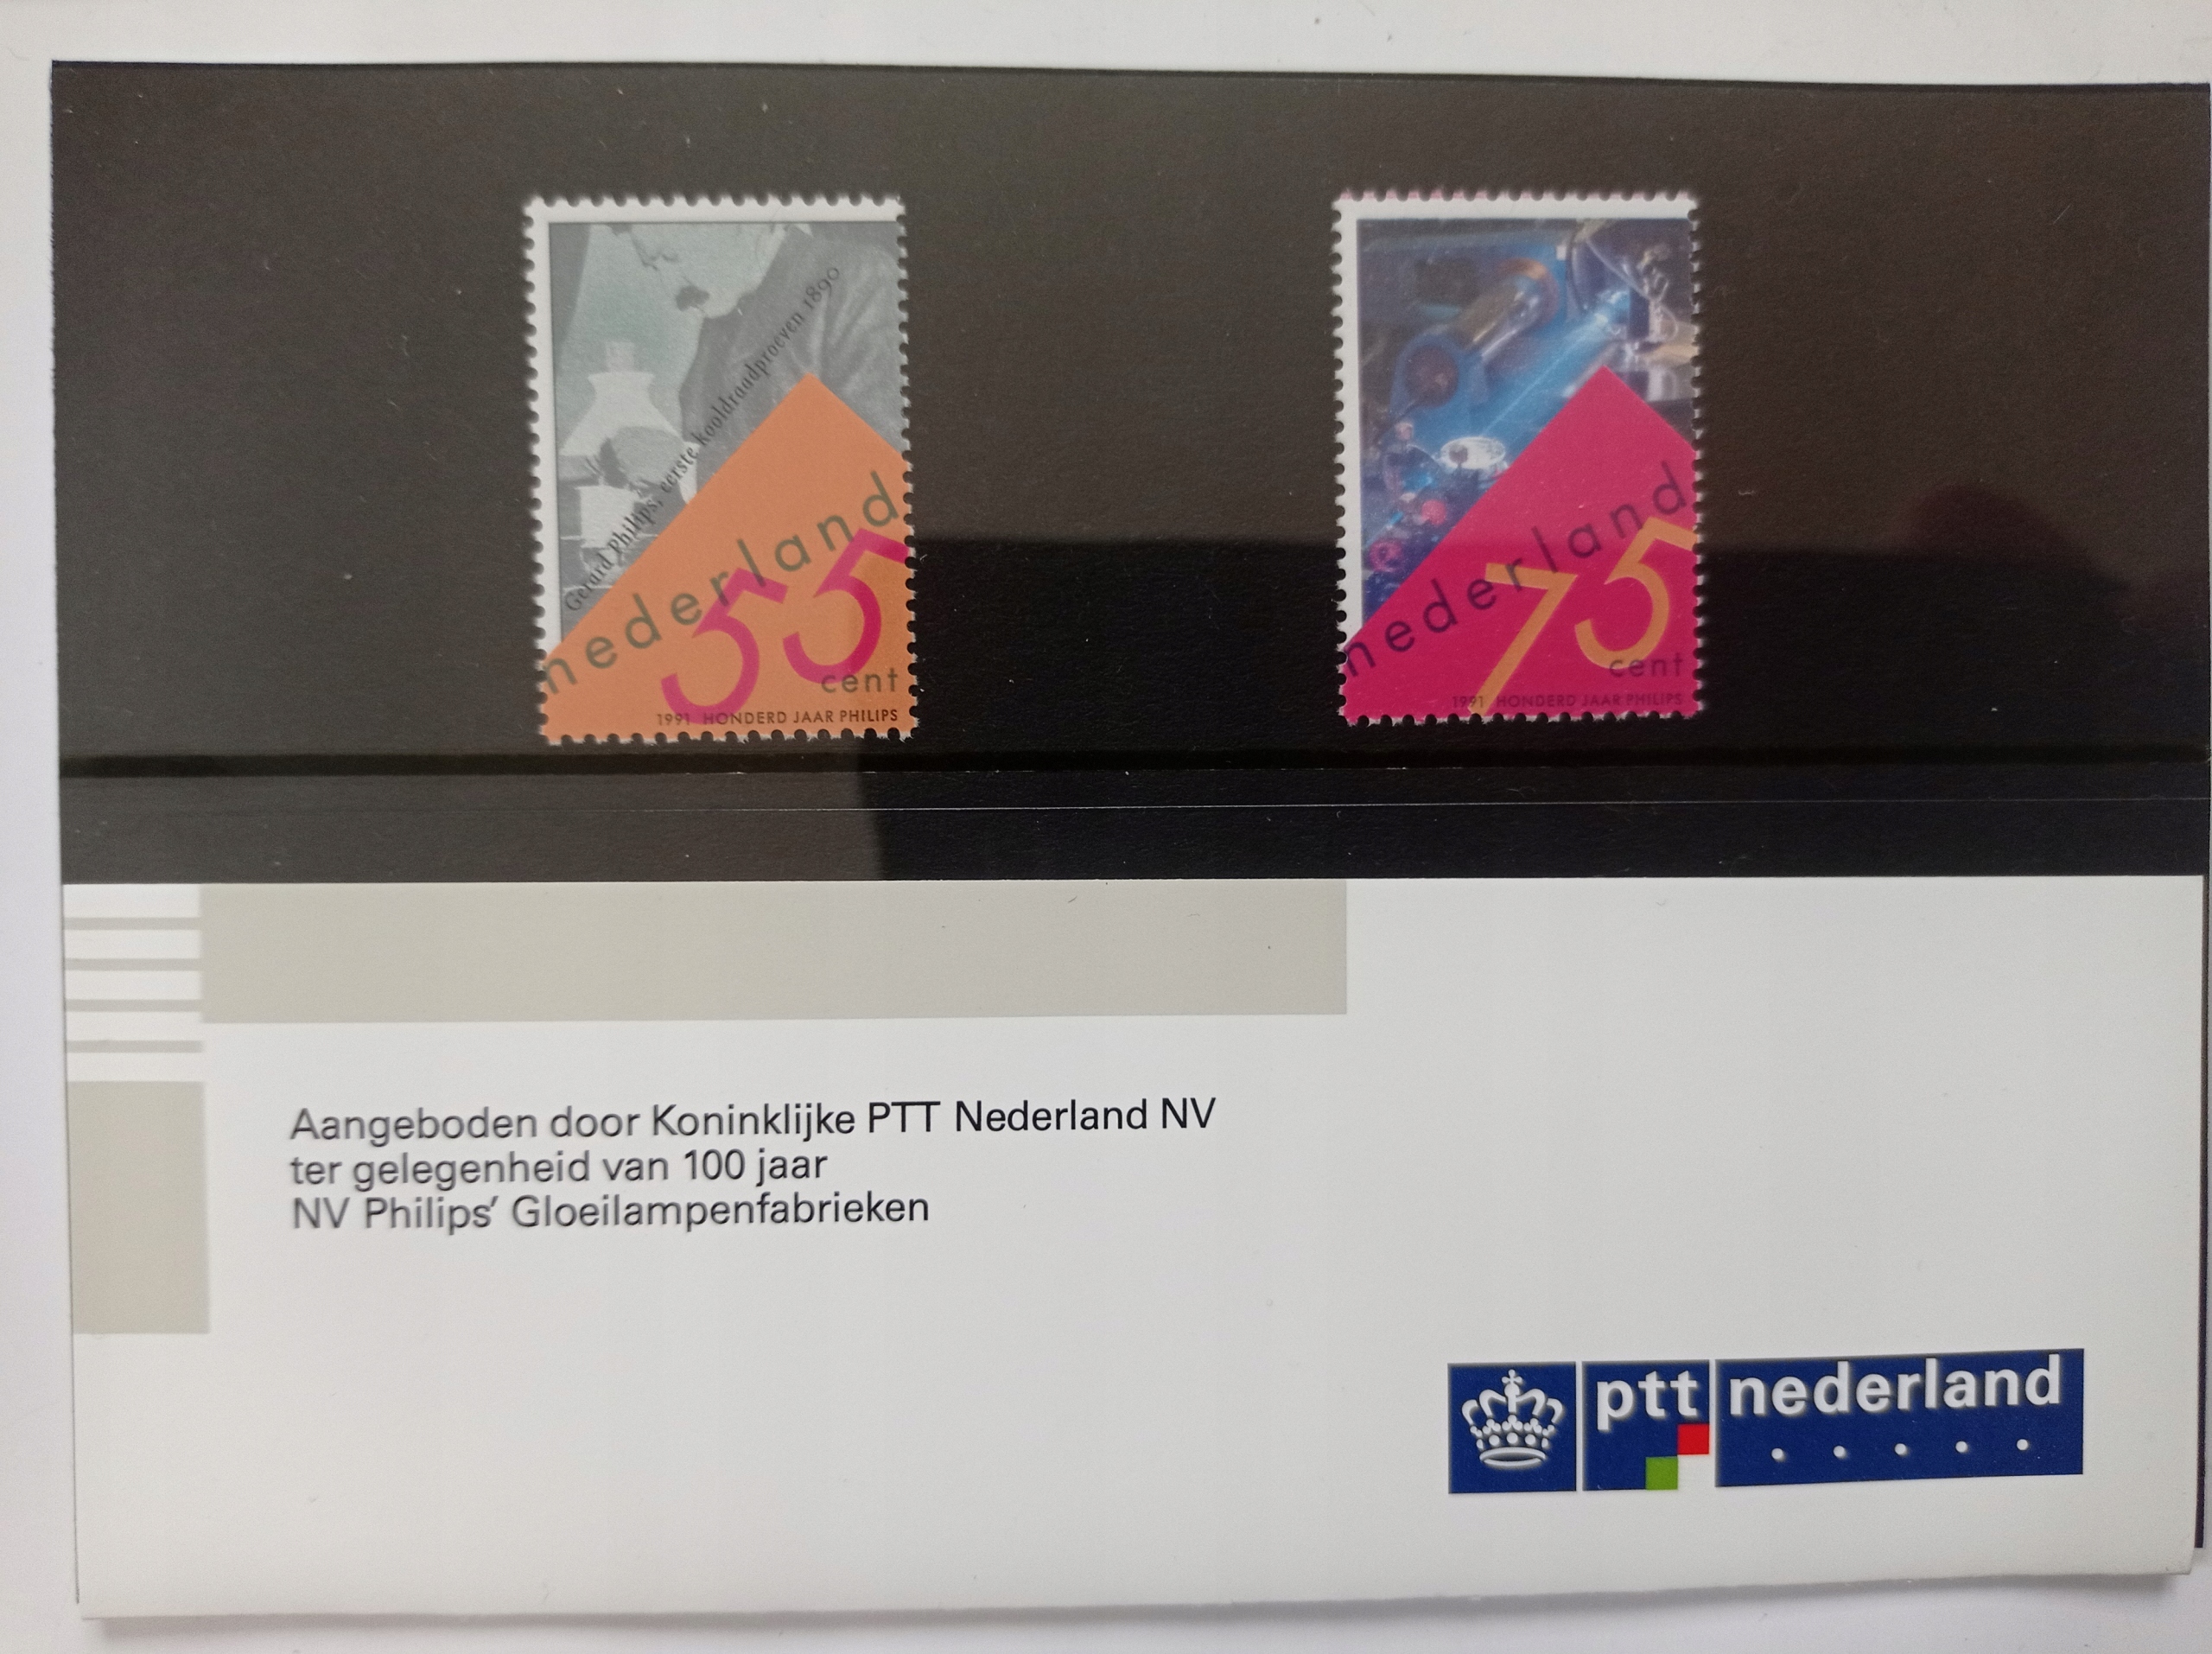 Gerard Philips, eerste kooldraadproeven 1890
nederland
55
cent
1991 HONDERD JAAR PHILIPS
nederland
75
cent
1991 HONDERD JAAR PHILIPS
Aangeboden door Koninklijke PTT Nederland NV
ter gelegenheid van 100 jaar
NV Philips' Gloeilampenfabrieken
ptt nederland